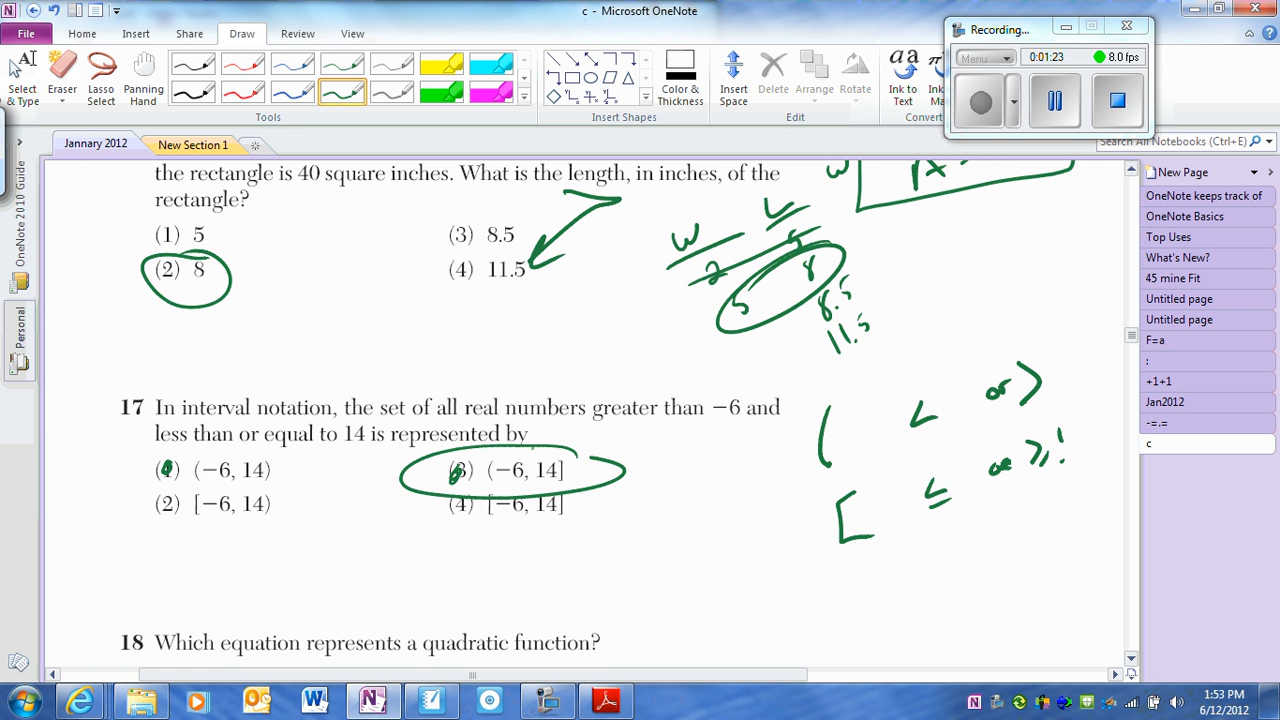 c - Microsoft OneNote
File Home Insert Share Draw Review View
Recording...
Menu 0:01:23 8.0 fps
Select & Type
Eraser
Lasso Select
Panning Hand
Color & Thickness
Insert Space
Delete
Arrange
Rotate
Ink to Text
Tools
Insert Shapes
Edit
Jannary 2012 New Section 1
Search All Notebooks (Ctrl+E)
OneNote 2010 Guide
Personal
the rectangle is 40 square inches. What is the length, in inches, of the
rectangle?
(1) 5 (3) 8.5
(2) 8 (4) 11.5
w
W L
2 5
5 8
8.5
11.5
17 In interval notation, the set of all real numbers greater than −6 and
less than or equal to 14 is represented by
(1) (−6, 14) (3) (−6, 14]
(2) [−6, 14) (4) [−6, 14]
( < or >
[ ≤ or ≥!
18 Which equation represents a quadratic function?
New Page
OneNote keeps track of
OneNote Basics
Top Uses
What's New?
45 mine Fit
Untitled page
Untitled page
F=a
:
+1+1
Jan2012
-=.=
c
1:53 PM
6/12/2012